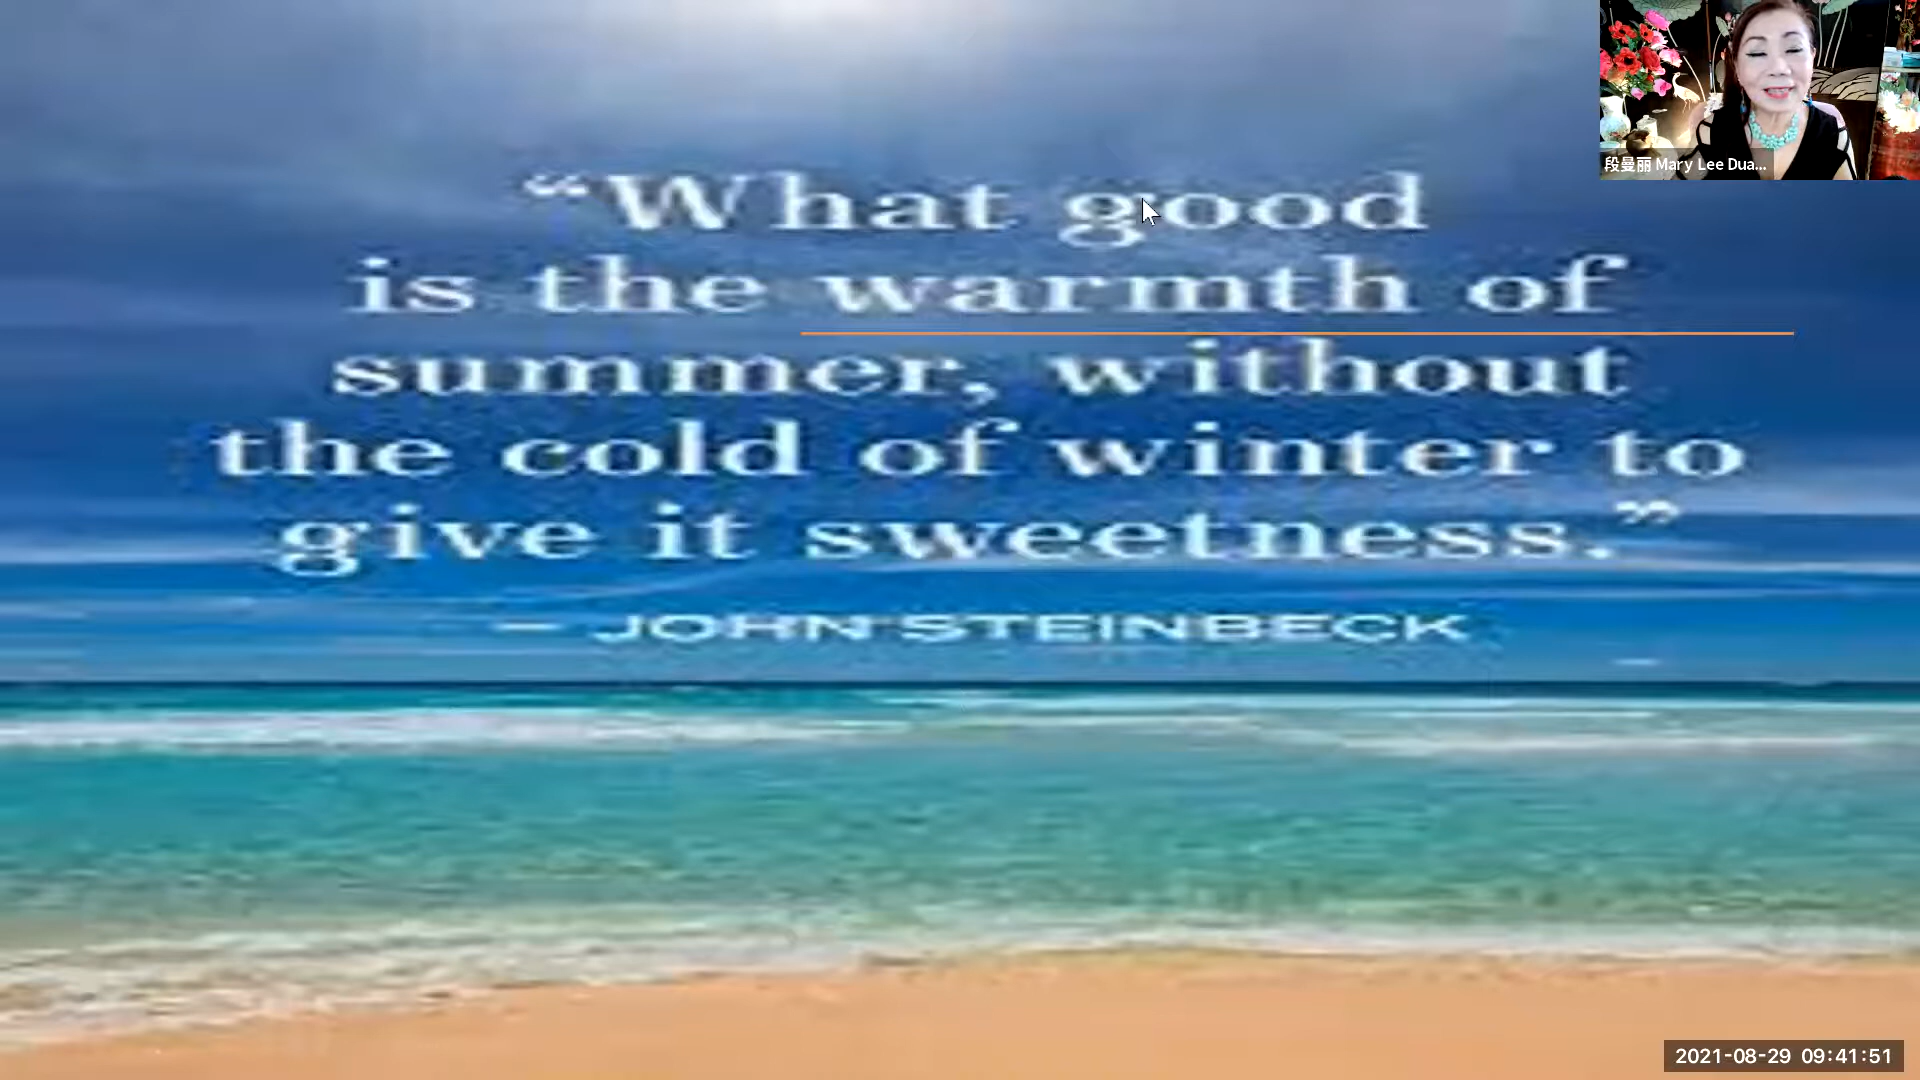 “What good
is the warmth of
summer, without
the cold of winter to
give it sweetness.”
– JOHN STEINBECK
段曼丽 Mary Lee Dua...
2021-08-29 09:41:51